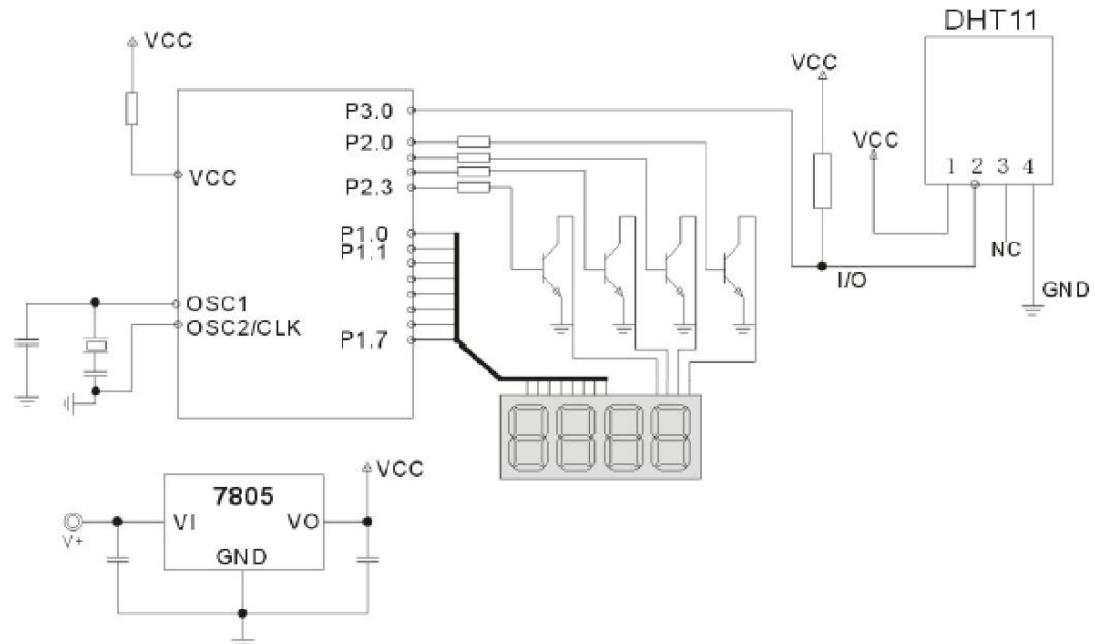 DHT11
VCC
VCC
VCC
P3.0
P2.0
P2.3
VCC
1 2 3 4
NC
I/O
GND
P1.0
P1.1
P1.7
OSC1
OSC2/CLK
VCC
7805
VI VO
GND
V+